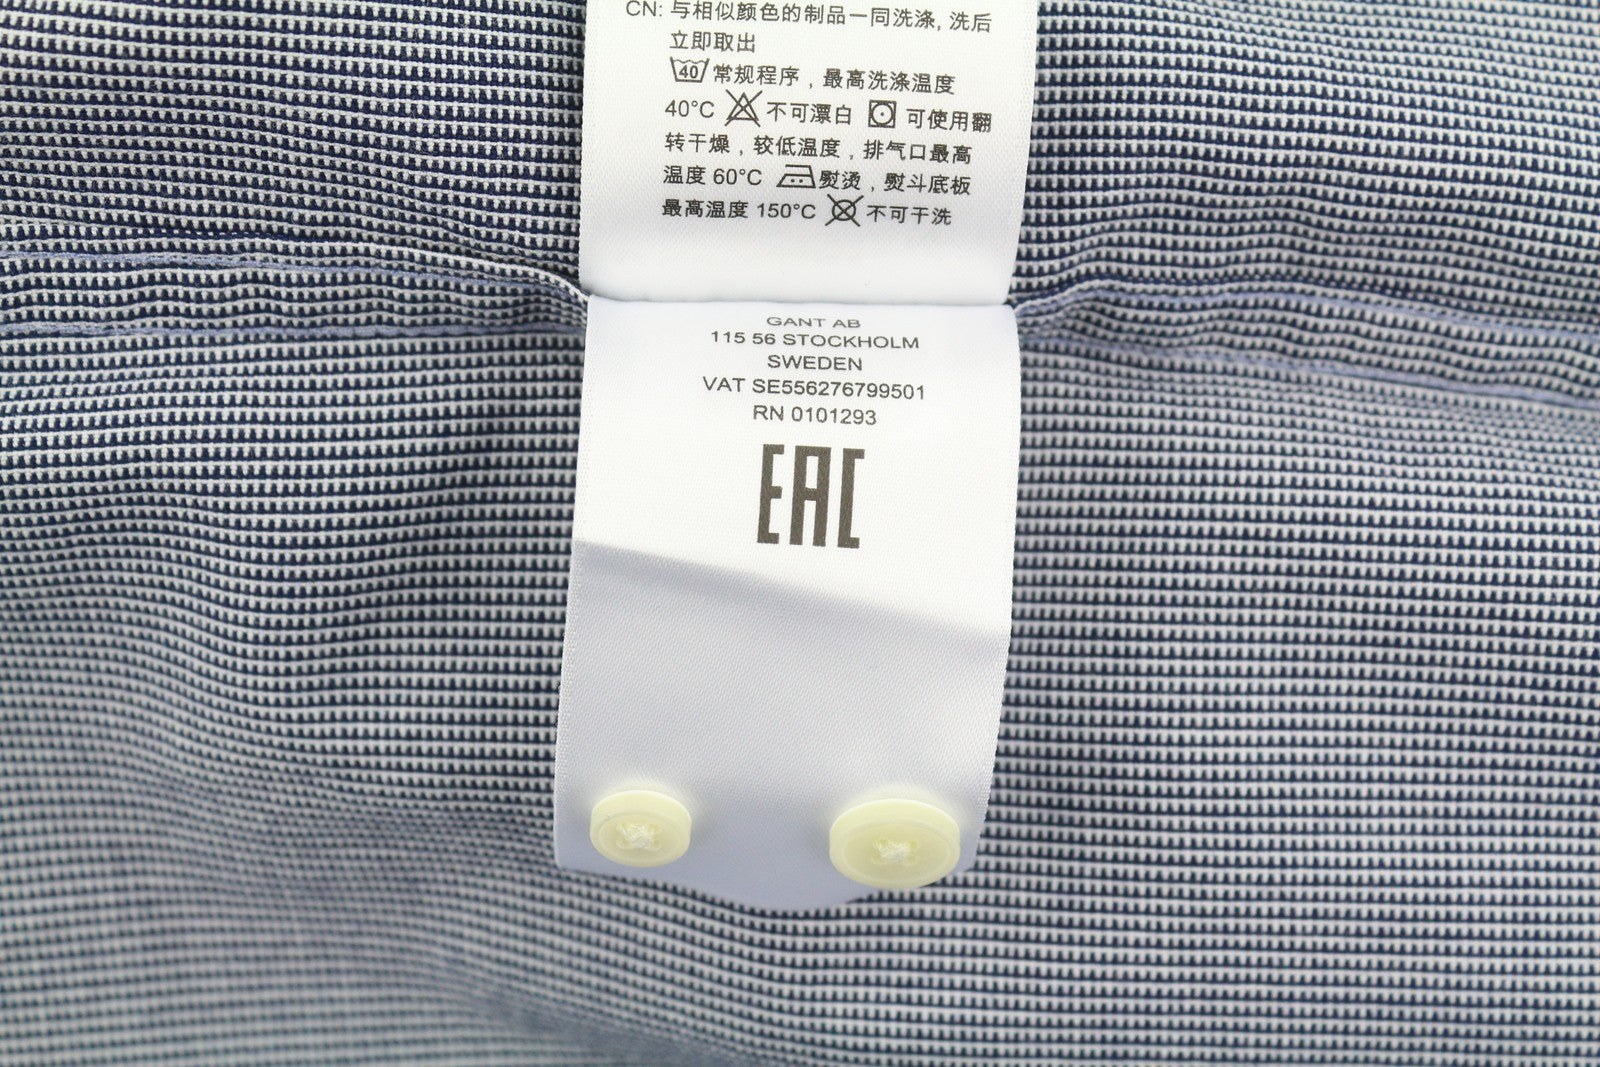 CN: 与相似颜色的制品一同洗涤, 洗后
立即取出
40 常规程序，最高洗涤温度
40°C 不可漂白 可使用翻
转干燥，较低温度，排气口最高
温度 60°C 熨烫，熨斗底板
最高温度 150°C 不可干洗
GANT AB
115 56 STOCKHOLM
SWEDEN
VAT SE556276799501
RN 0101293
EAC